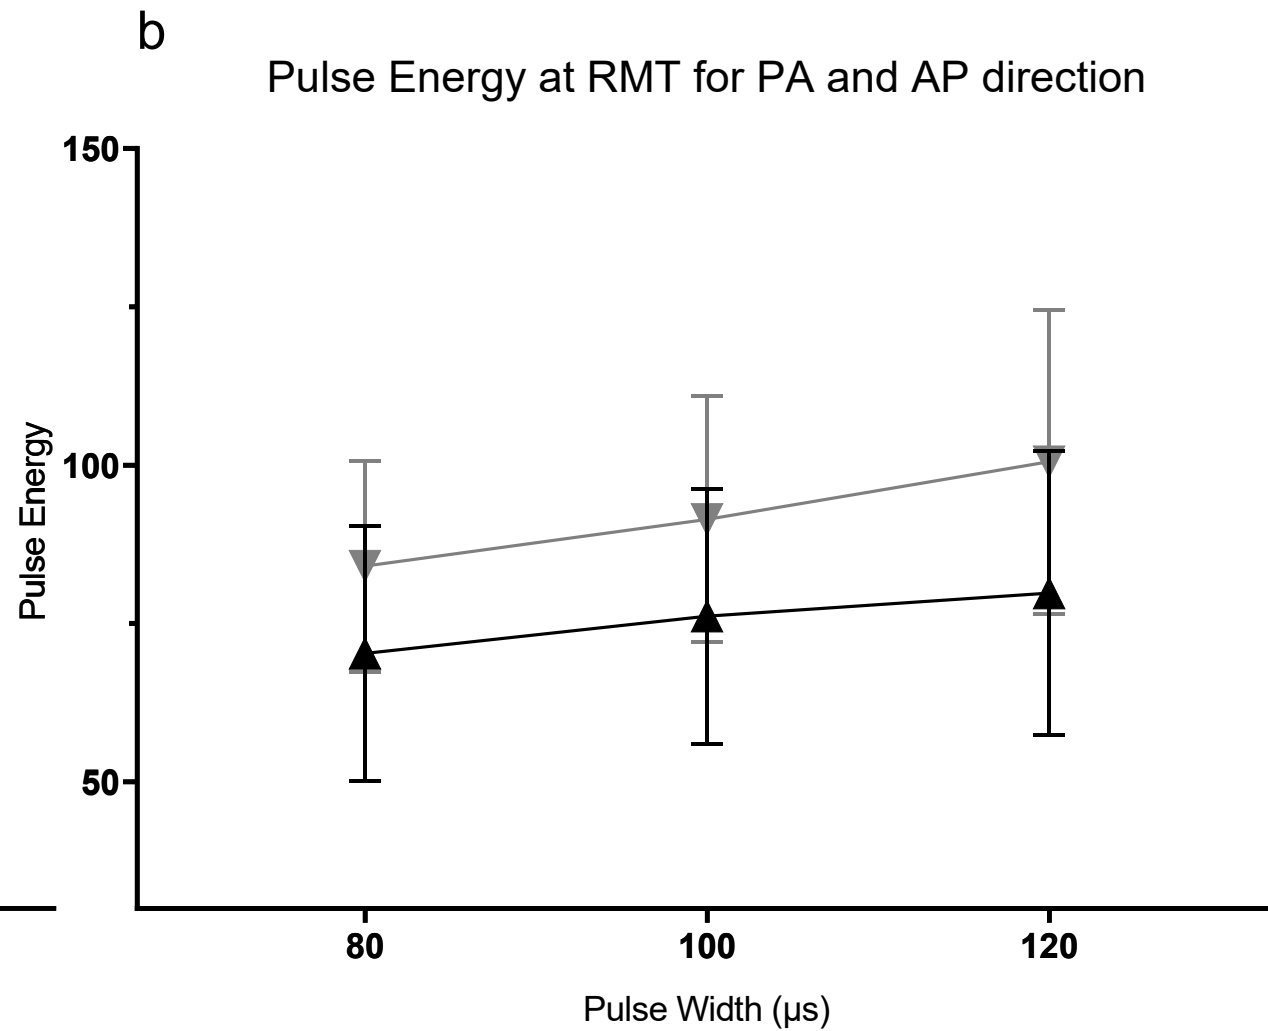 b
Pulse Energy at RMT for PA and AP direction
150
100
50
Pulse Energy
80 100 120
Pulse Width (µs)